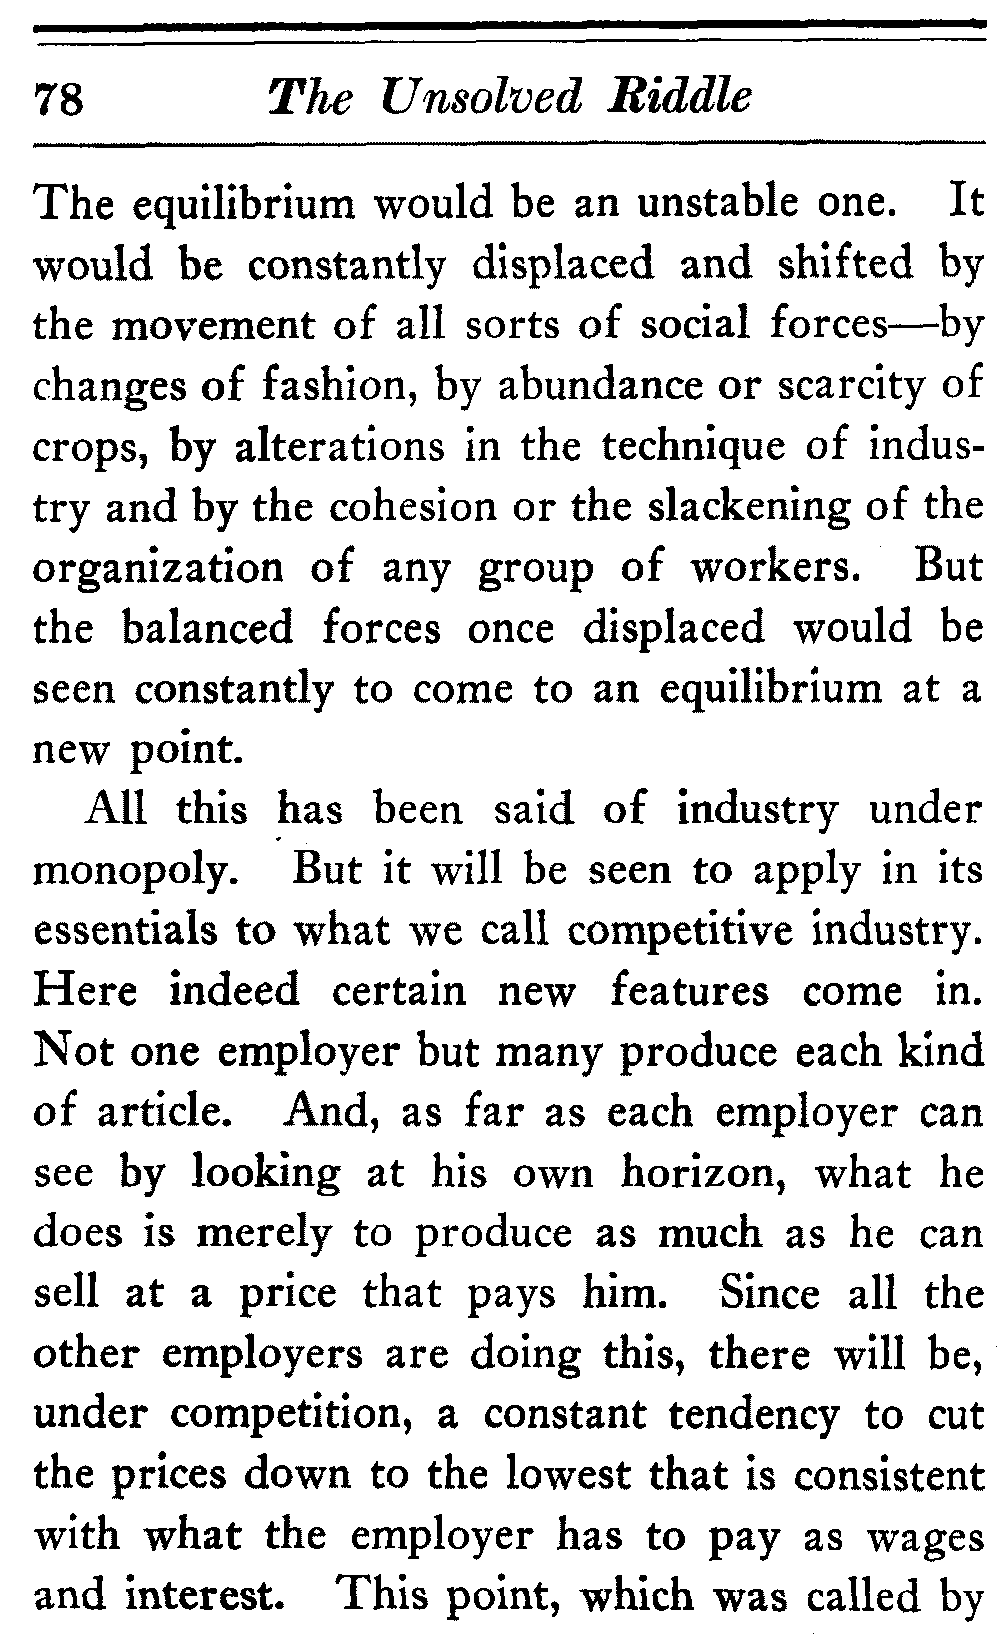 78 The Unsolved Riddle
The equilibrium would be an unstable one. It
would be constantly displaced and shifted by
the movement of all sorts of social forces—by
changes of fashion, by abundance or scarcity of
crops, by alterations in the technique of indus-
try and by the cohesion or the slackening of the
organization of any group of workers. But
the balanced forces once displaced would be
seen constantly to come to an equilibrium at a
new point.
All this has been said of industry under
monopoly. But it will be seen to apply in its
essentials to what we call competitive industry.
Here indeed certain new features come in.
Not one employer but many produce each kind
of article. And, as far as each employer can
see by looking at his own horizon, what he
does is merely to produce as much as he can
sell at a price that pays him. Since all the
other employers are doing this, there will be,
under competition, a constant tendency to cut
the prices down to the lowest that is consistent
with what the employer has to pay as wages
and interest. This point, which was called by